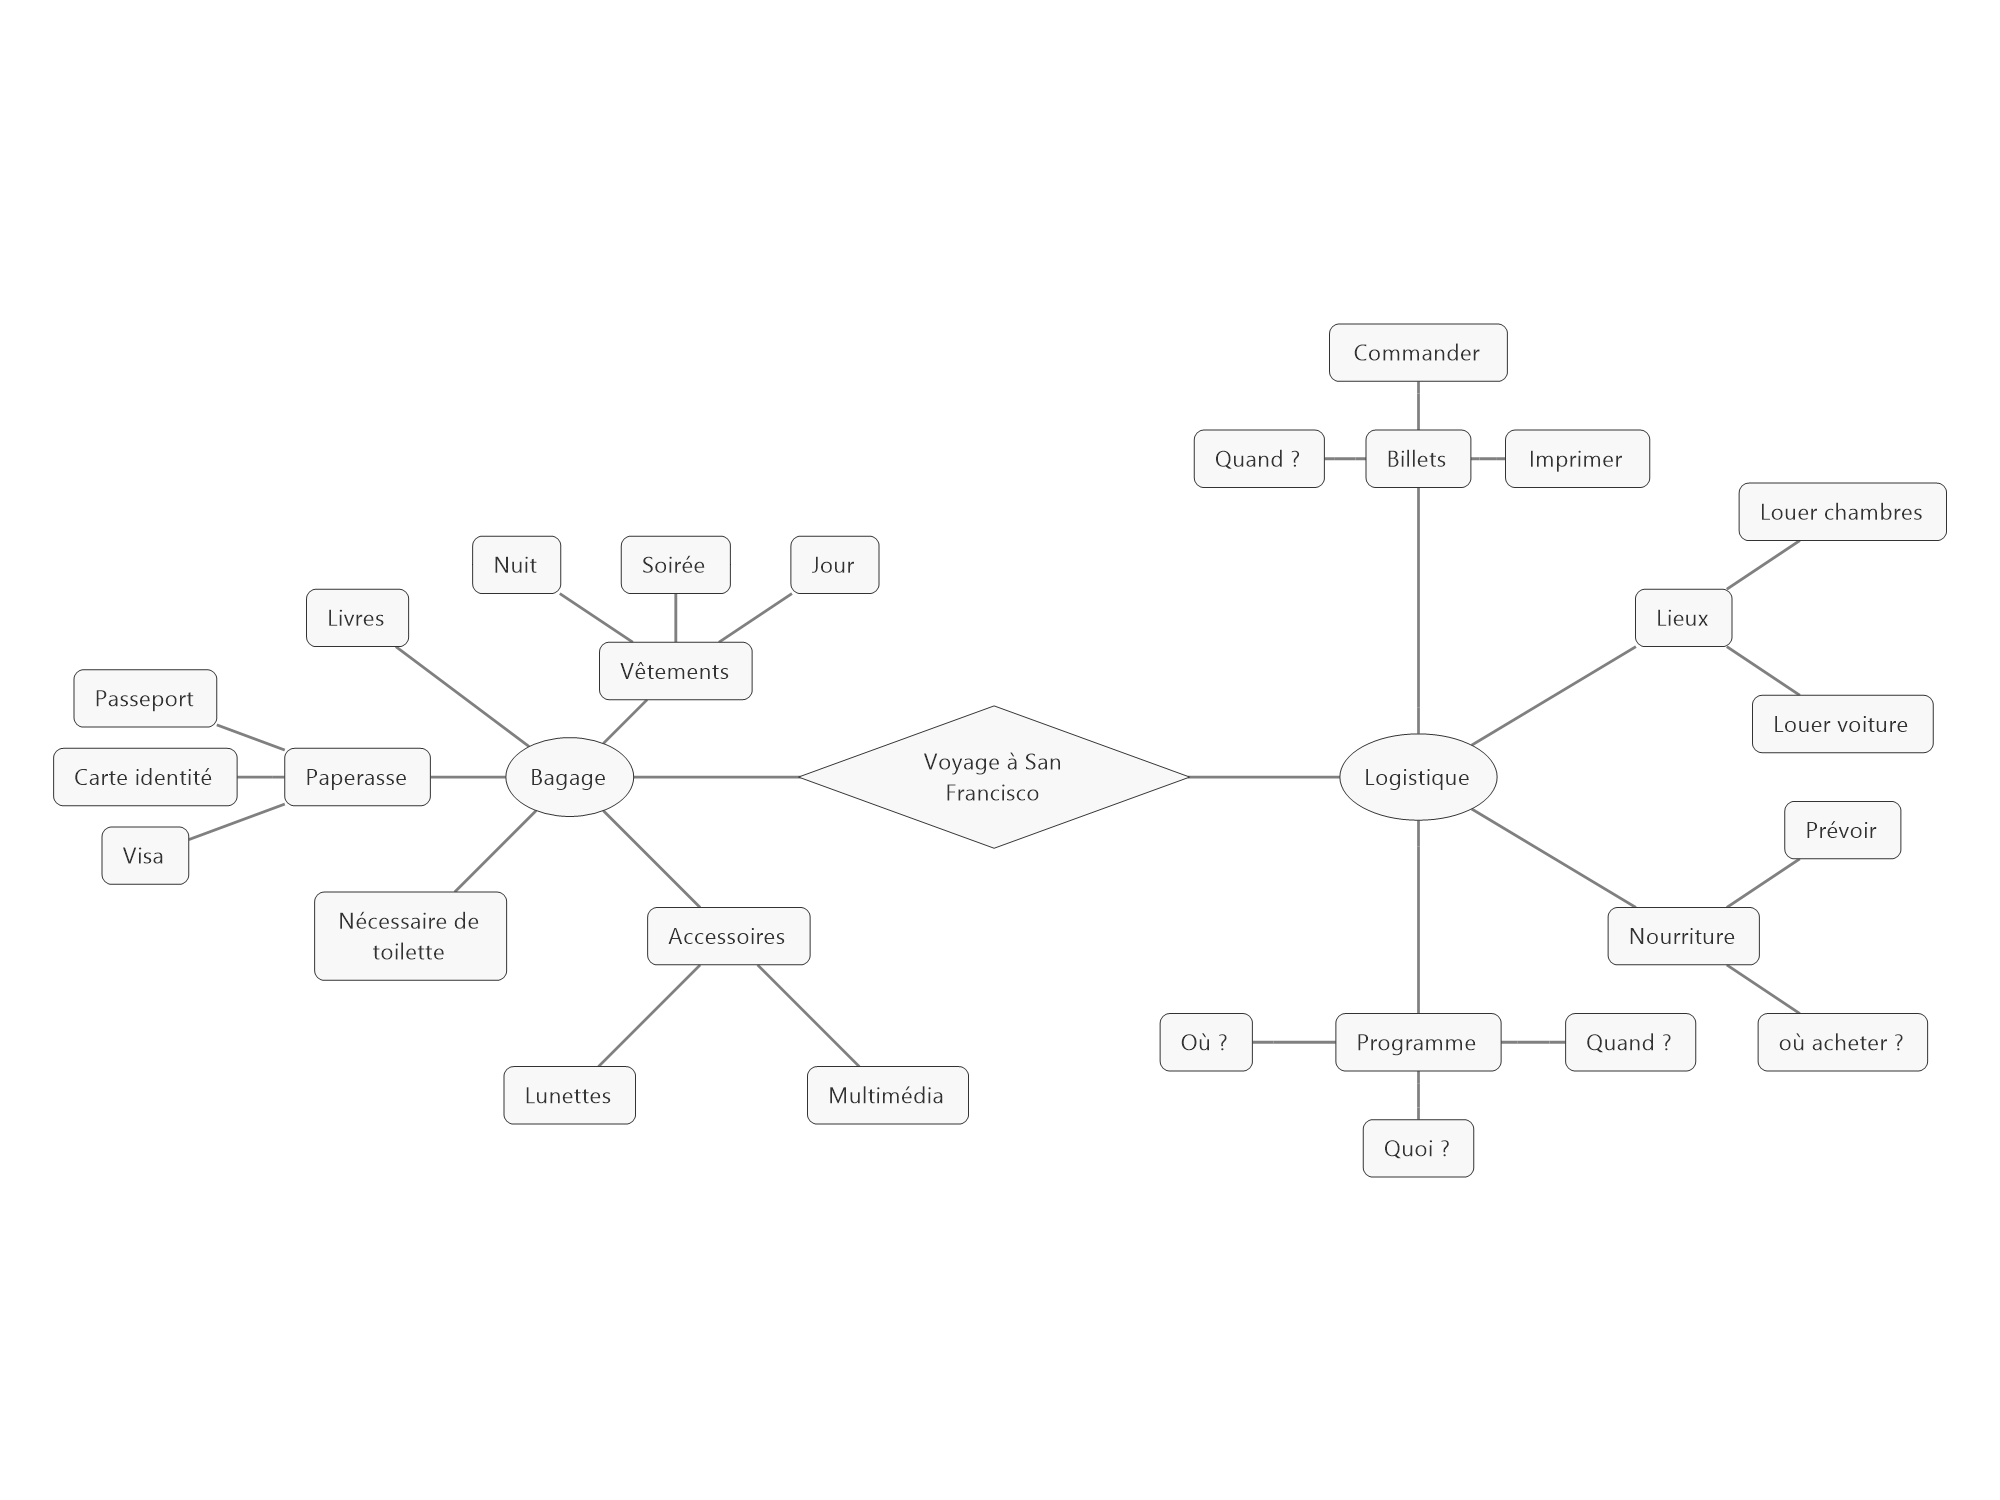 Commander
Quand ?
Billets
Imprimer
Louer chambres
Nuit
Soirée
Jour
Livres
Lieux
Vêtements
Passeport
Louer voiture
Carte identité
Paperasse
Bagage
Voyage à San
Francisco
Logistique
Prévoir
Visa
Nécessaire de
toilette
Accessoires
Nourriture
Où ?
Programme
Quand ?
où acheter ?
Lunettes
Multimédia
Quoi ?